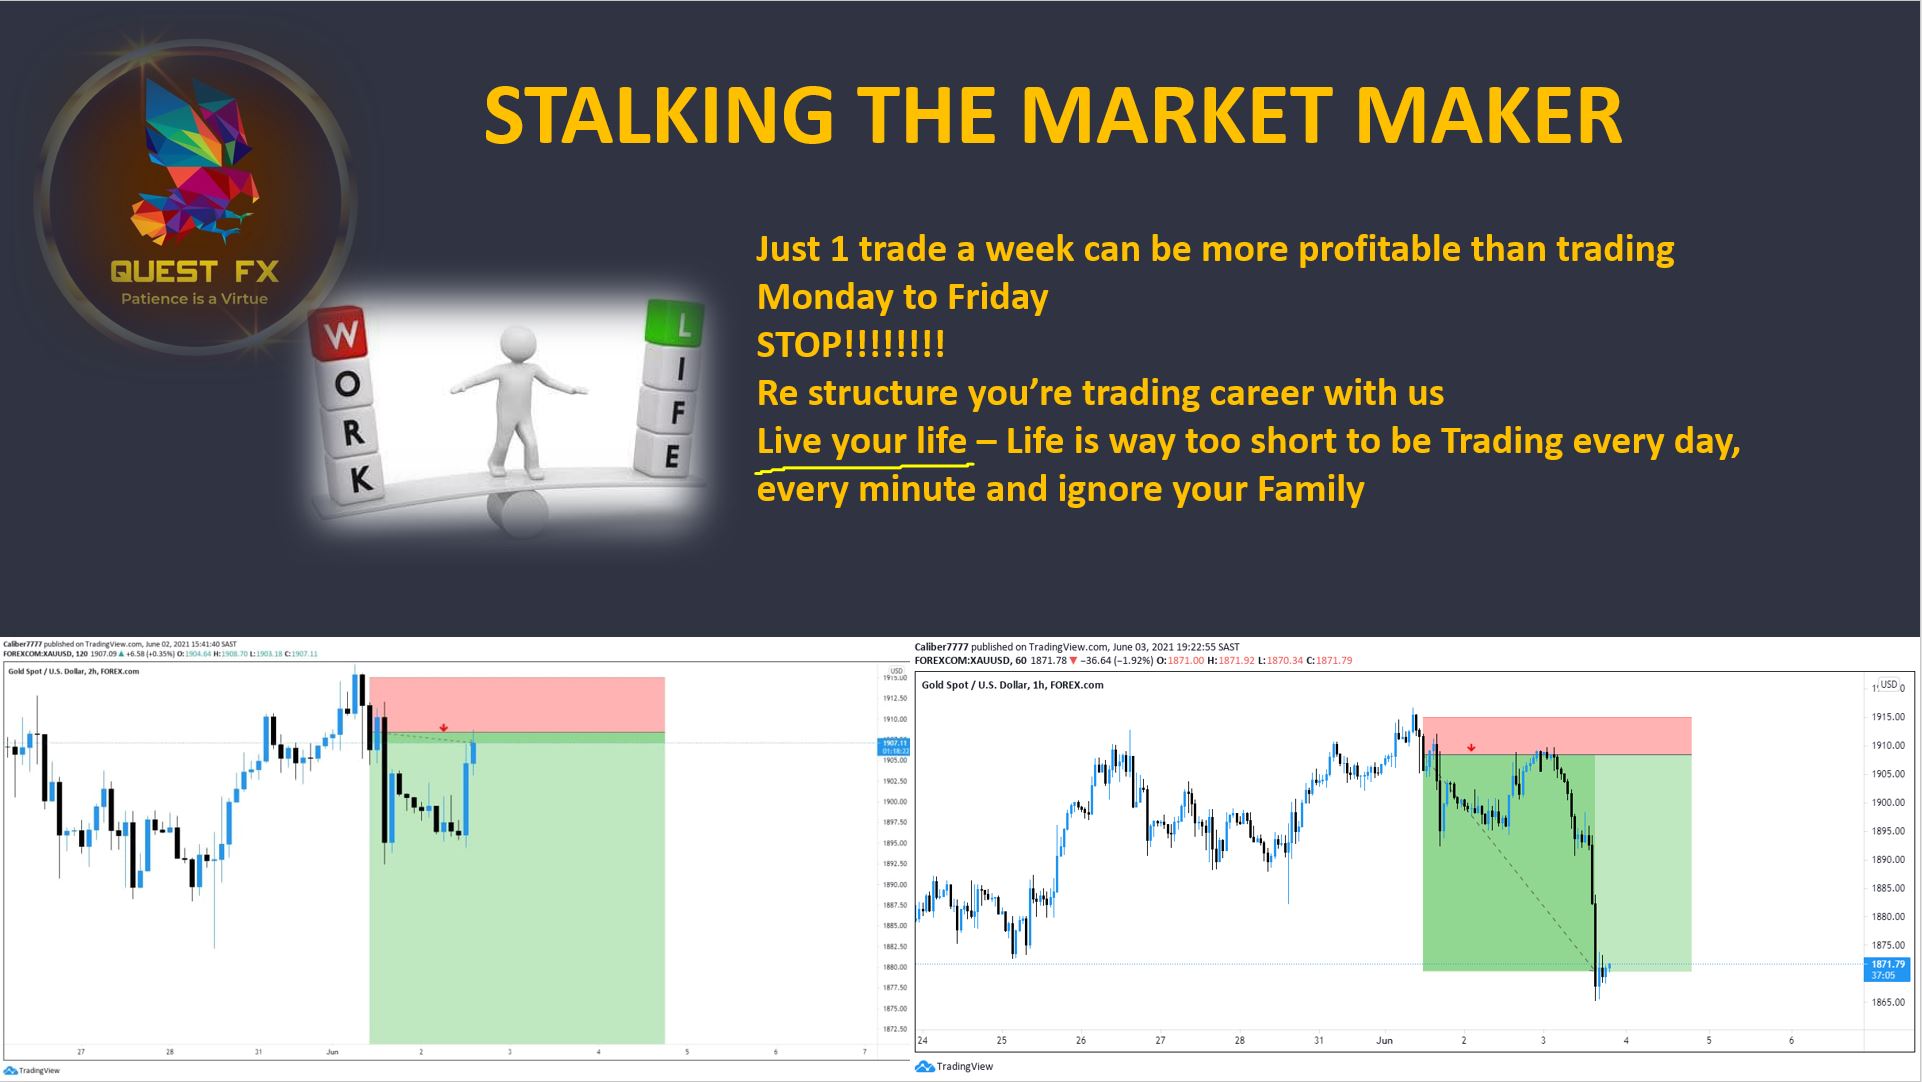 STALKING THE MARKET MAKER
QUEST FX
Patience is a Virtue
W
O
R
K
L
I
F
E
Just 1 trade a week can be more profitable than trading
Monday to Friday
STOP!!!!!!!!
Re structure you’re trading career with us
Live your life – Life is way too short to be Trading every day,
every minute and ignore your Family
Caliber7777 published on TradingView.com, June 02, 2021 15:41:40 SAST
FOREXCOM:XAUUSD, 120 1907.09 ▲ +6.58 (+0.35%) O:1904.64 H:1908.70 L:1903.18 C:1907.11
Gold Spot / U.S. Dollar, 2h, FOREX.com
USD
1915.00
1912.50
1910.00
1907.11
01:18:22
1905.00
1902.50
1900.00
1897.50
1895.00
1892.50
1890.00
1887.50
1885.00
1882.50
1880.00
1877.50
1875.00
1872.50
27 28 31 Jun 2 3 4 5 6 7
TradingView
Caliber7777 published on TradingView.com, June 03, 2021 19:22:55 SAST
FOREXCOM:XAUUSD, 60 1871.78 ▼ −36.64 (−1.92%) O:1871.00 H:1871.92 L:1870.34 C:1871.79
Gold Spot / U.S. Dollar, 1h, FOREX.com
USD
1915.00
1910.00
1905.00
1900.00
1895.00
1890.00
1885.00
1880.00
1875.00
1871.79
37:05
1865.00
24 25 26 27 28 31 Jun 2 3 4 5 6
TradingView